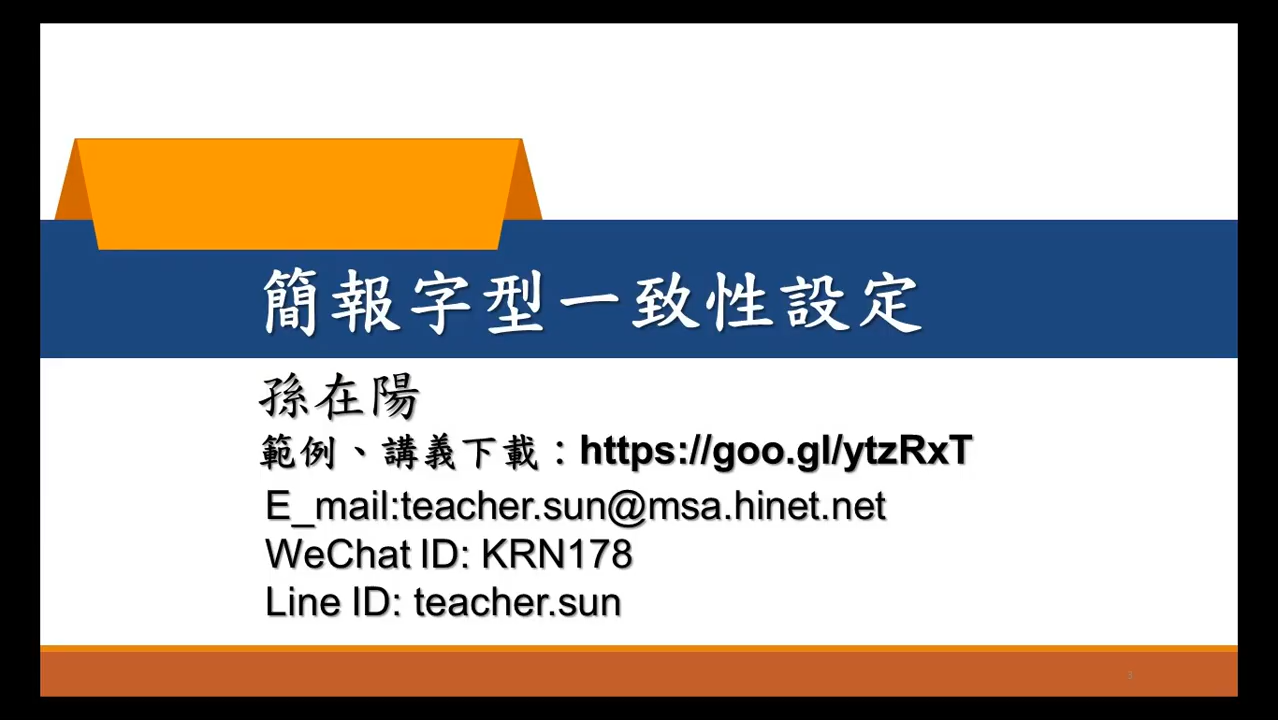 簡報字型一致性設定
孫在陽
範例、講義下載：https://goo.gl/ytzRxT
E_mail:teacher.sun@msa.hinet.net
WeChat ID: KRN178
Line ID: teacher.sun
3